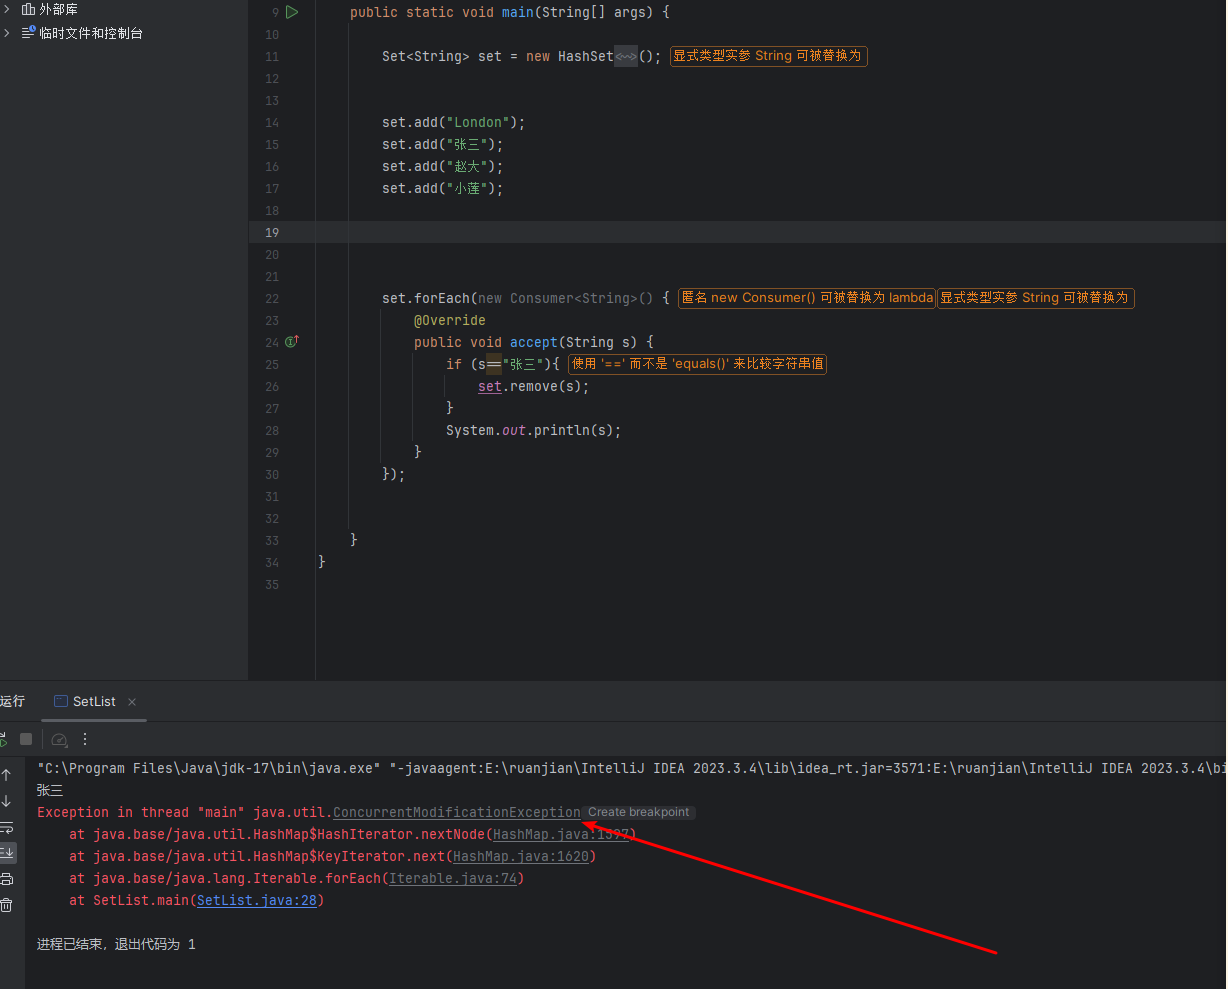 外部库
临时文件和控制台
9 public static void main(String[] args) {
10
11 Set<String> set = new HashSet<~>(); 显式类型实参 String 可被替换为
12
13
14 set.add("London");
15 set.add("张三");
16 set.add("赵大");
17 set.add("小莲");
18
19
20
21
22 set.forEach(new Consumer<String>() { 匿名 new Consumer() 可被替换为 lambda 显式类型实参 String 可被替换为
23 @Override
24 public void accept(String s) {
25 if (s=="张三"){ 使用 '==' 而不是 'equals()' 来比较字符串值
26 set.remove(s);
27 }
28 System.out.println(s);
29 }
30 });
31
32
33 }
34 }
35
运行 SetList
"C:\Program Files\Java\jdk-17\bin\java.exe" "-javaagent:E:\ruanjian\IntelliJ IDEA 2023.3.4\lib\idea_rt.jar=3571:E:\ruanjian\IntelliJ IDEA 2023.3.4\bi
张三
Exception in thread "main" java.util.ConcurrentModificationException Create breakpoint
at java.base/java.util.HashMap$HashIterator.nextNode(HashMap.java:1597)
at java.base/java.util.HashMap$KeyIterator.next(HashMap.java:1620)
at java.base/java.lang.Iterable.forEach(Iterable.java:74)
at SetList.main(SetList.java:28)
进程已结束，退出代码为 1